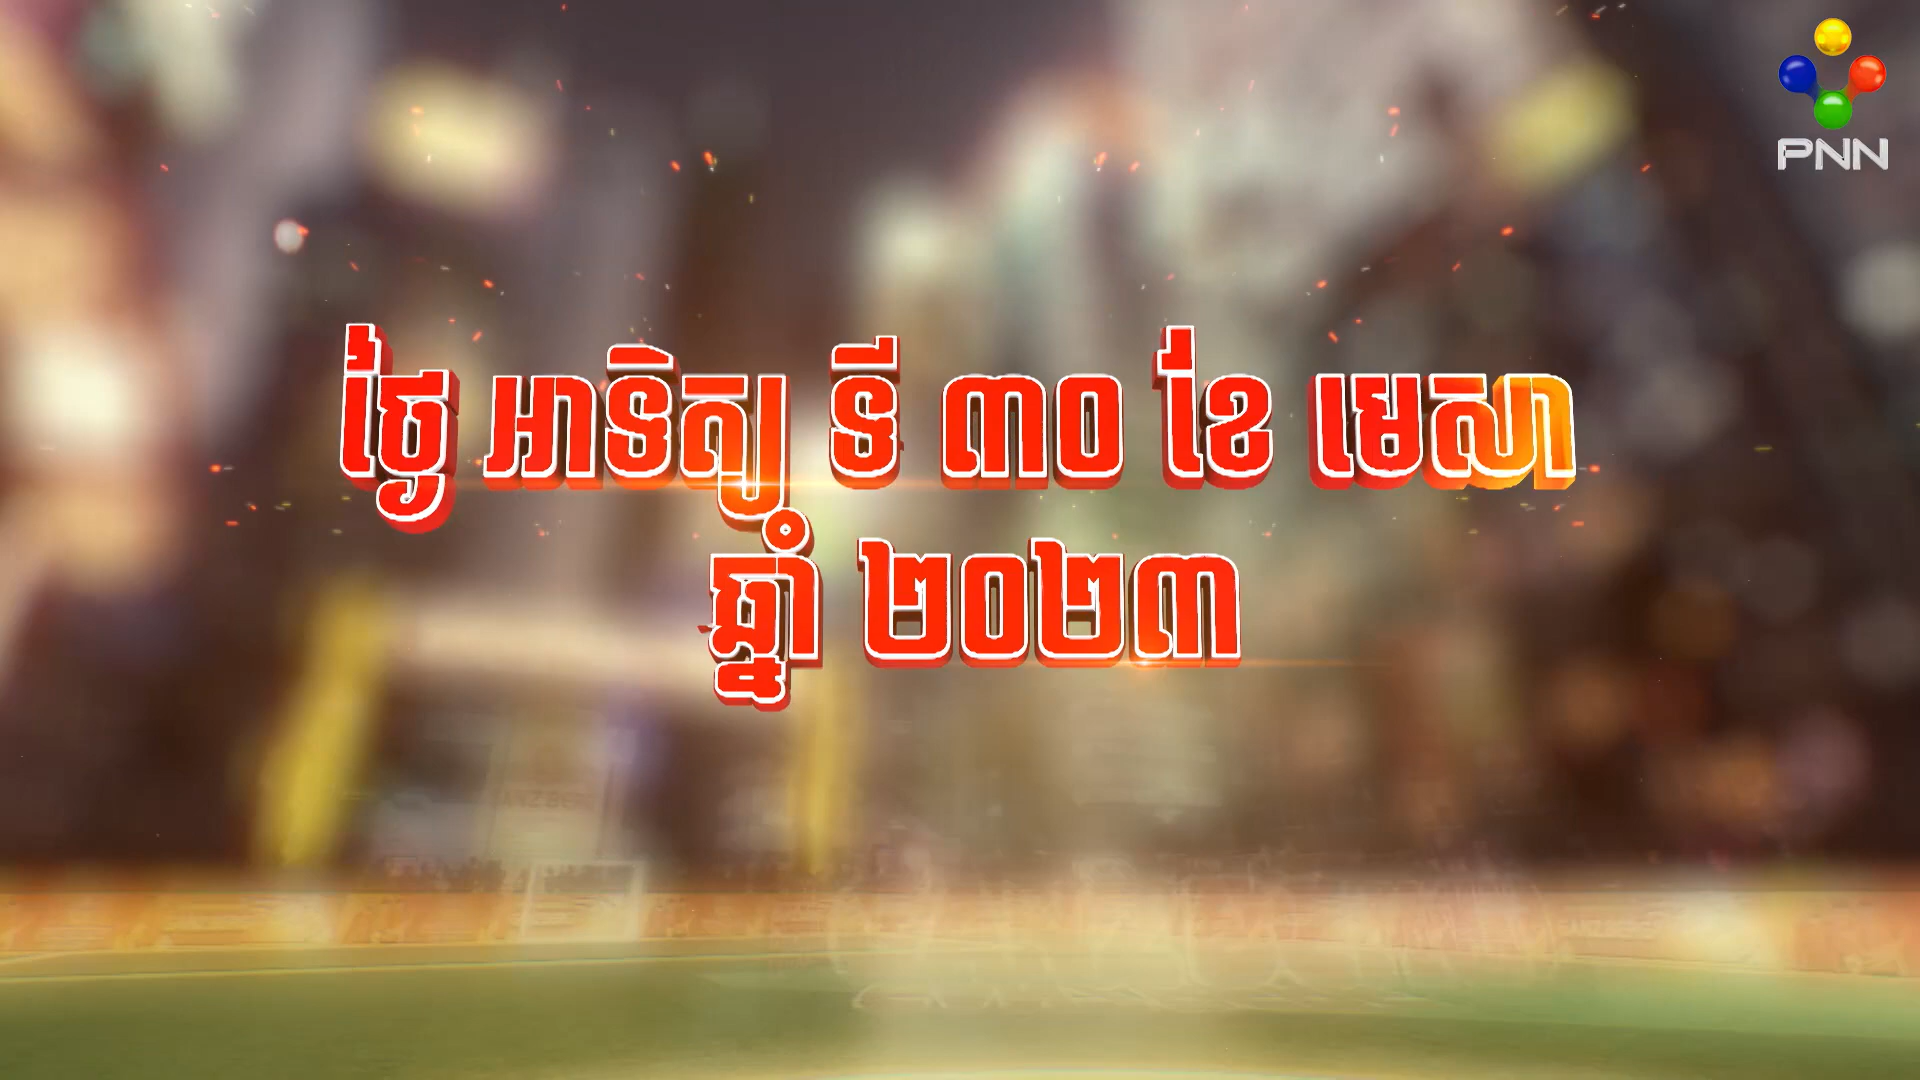 PNN
ថ្ងៃ អាទិត្យ ទី ៣០ ខែ មេសា
ឆ្នាំ ២០២៣